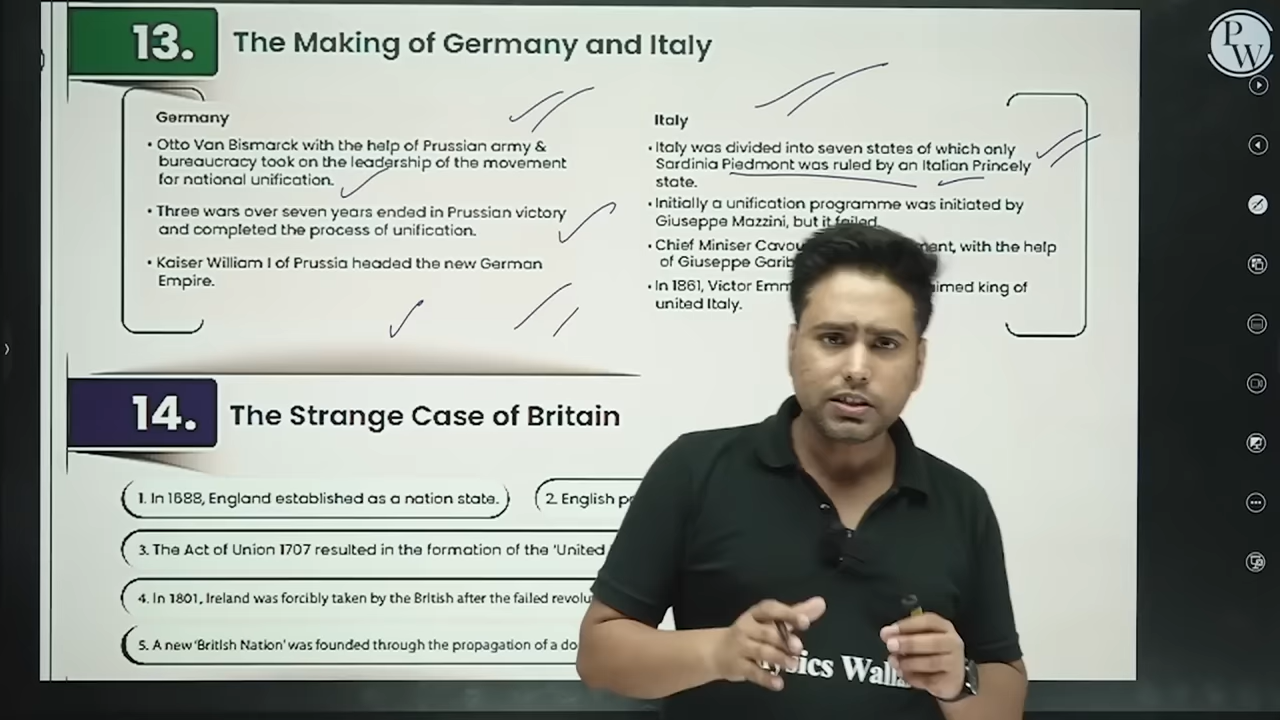 13. The Making of Germany and Italy
Germany
• Otto Van Bismarck with the help of Prussian army &
bureaucracy took on the leadership of the movement
for national unification.
• Three wars over seven years ended in Prussian victory
and completed the process of unification.
• Kaiser William I of Prussia headed the new German
Empire.
Italy
• Italy was divided into seven states of which only
Sardinia Piedmont was ruled by an Italian Princely
state.
• Initially a unification programme was initiated by
Giuseppe Mazzini, but it failed.
• Chief Miniser with the help
of Giuseppe
• In 1861, Victor king of
united Italy.
14. The Strange Case of Britain
1. In 1688, England established as a nation state.
2. English
3. The Act of Union 1707 resulted in the formation of the 'United
4. In 1801, Ireland was forcibly taken by the British after the failed
5. A new 'British Nation' was founded through the propagation of a
PW